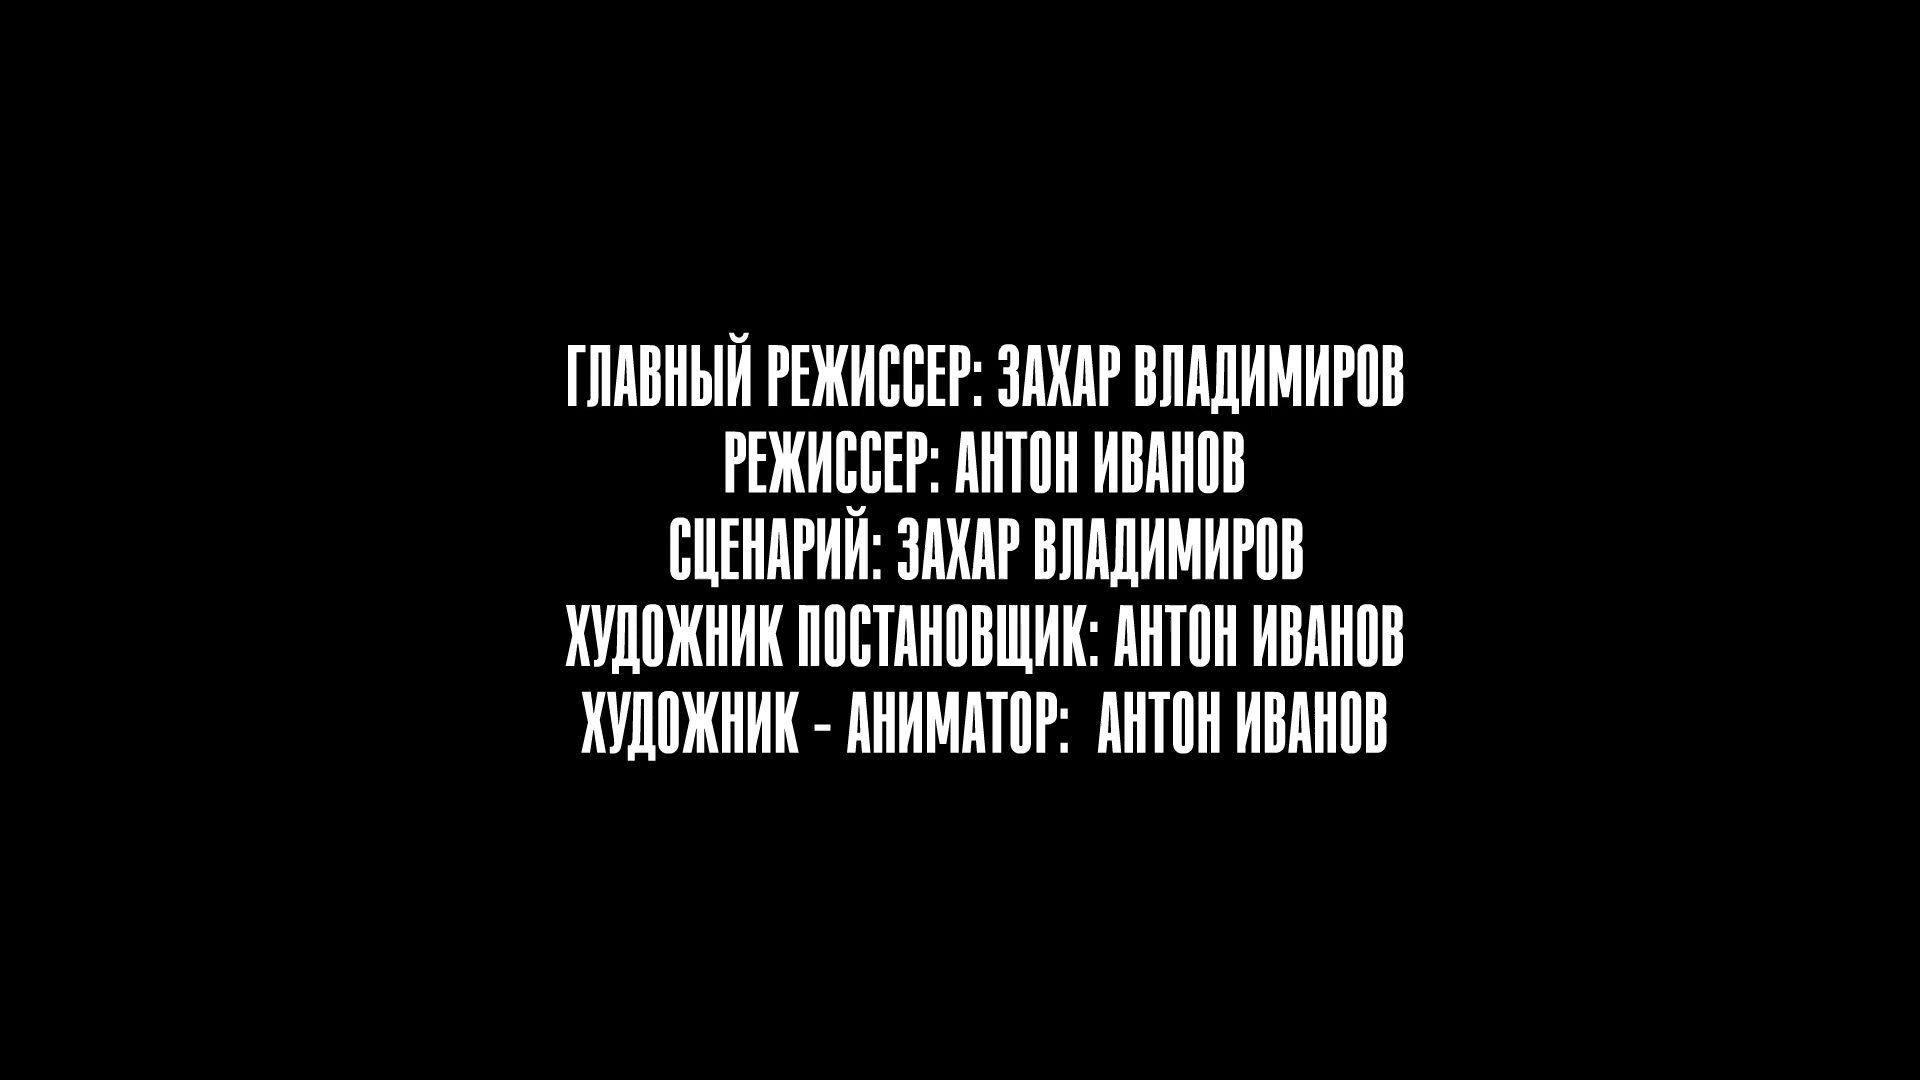 ГЛАВНЫЙ РЕЖИССЕР: ЗАХАР ВЛАДИМИРОВ
РЕЖИССЕР: АНТОН ИВАНОВ
СЦЕНАРИЙ: ЗАХАР ВЛАДИМИРОВ
ХУДОЖНИК ПОСТАНОВЩИК: АНТОН ИВАНОВ
ХУДОЖНИК - АНИМАТОР:  АНТОН ИВАНОВ